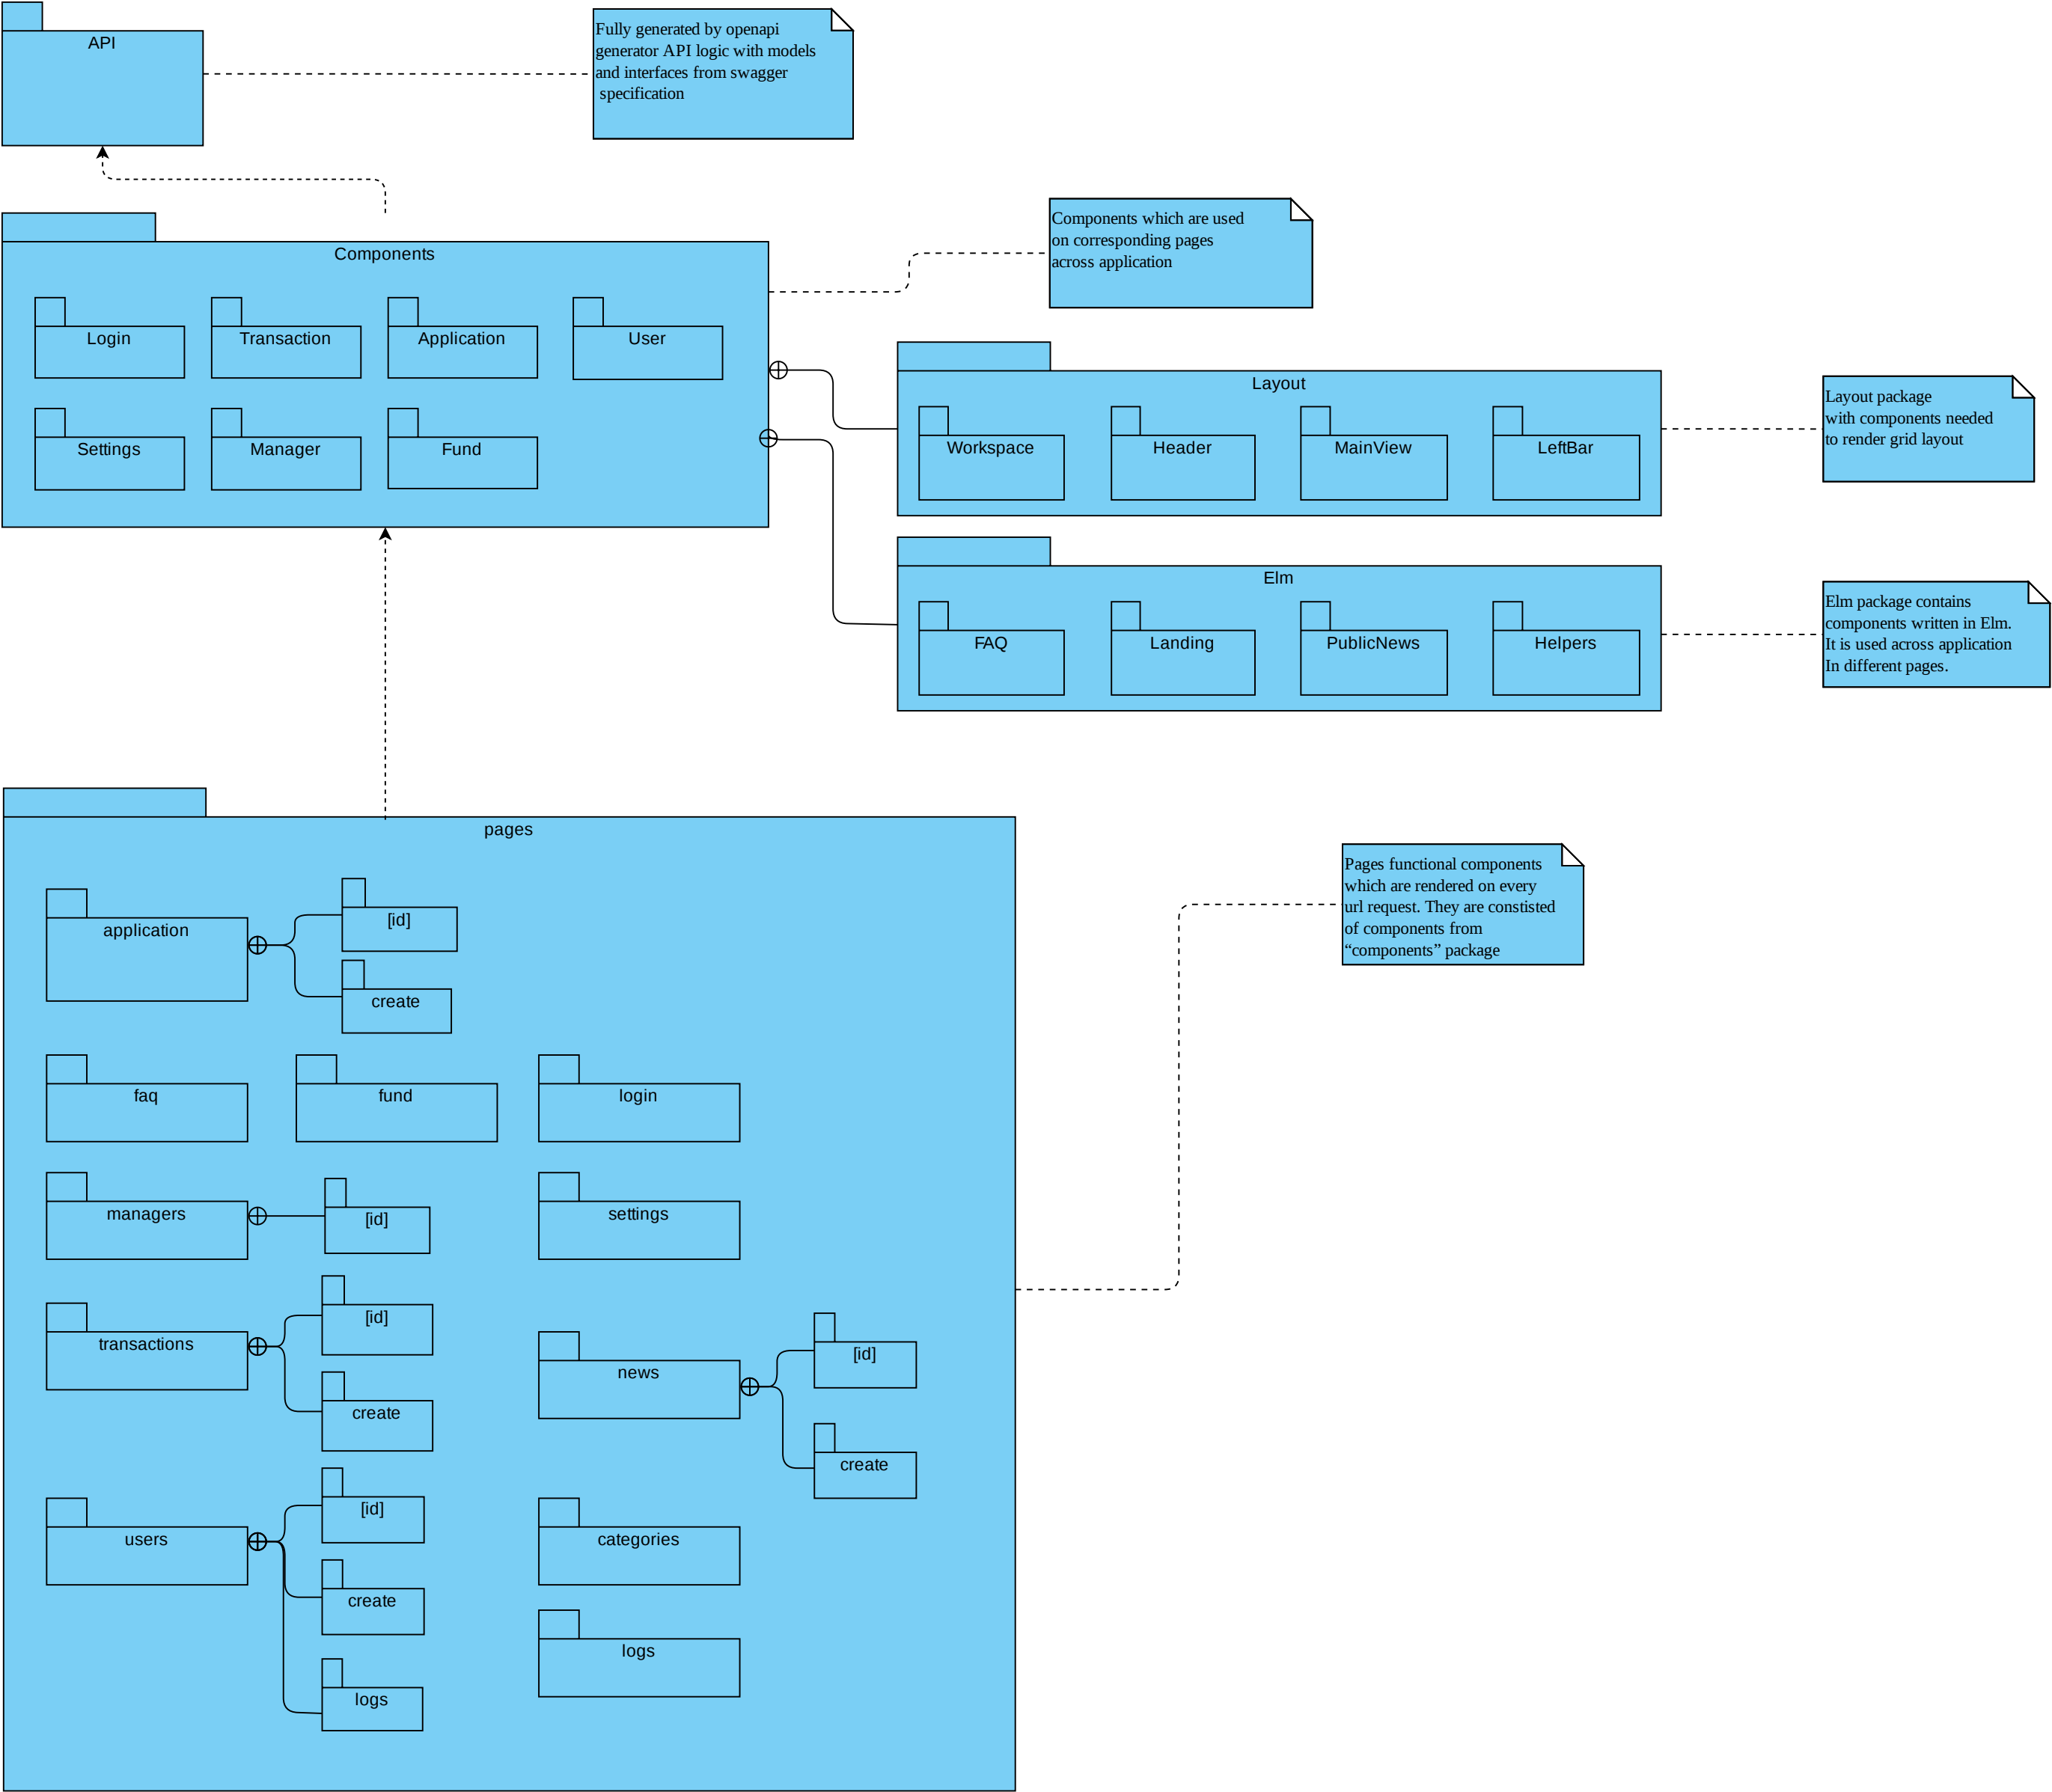 API
Fully generated by openapi
generator API logic with models
and interfaces from swagger
specification
Components
Components which are used
on corresponding pages
across application
Login
Transaction
Application
User
Settings
Manager
Fund
Layout
Workspace
Header
MainView
LeftBar
Layout package
with components needed
to render grid layout
Elm
FAQ
Landing
PublicNews
Helpers
Elm package contains
components written in Elm.
It is used across application
In different pages.
pages
Pages functional components
which are rendered on every
url request. They are constisted
of components from
“components” package
application
[id]
create
faq
fund
login
managers
[id]
settings
transactions
[id]
create
news
[id]
create
users
[id]
create
logs
categories
logs